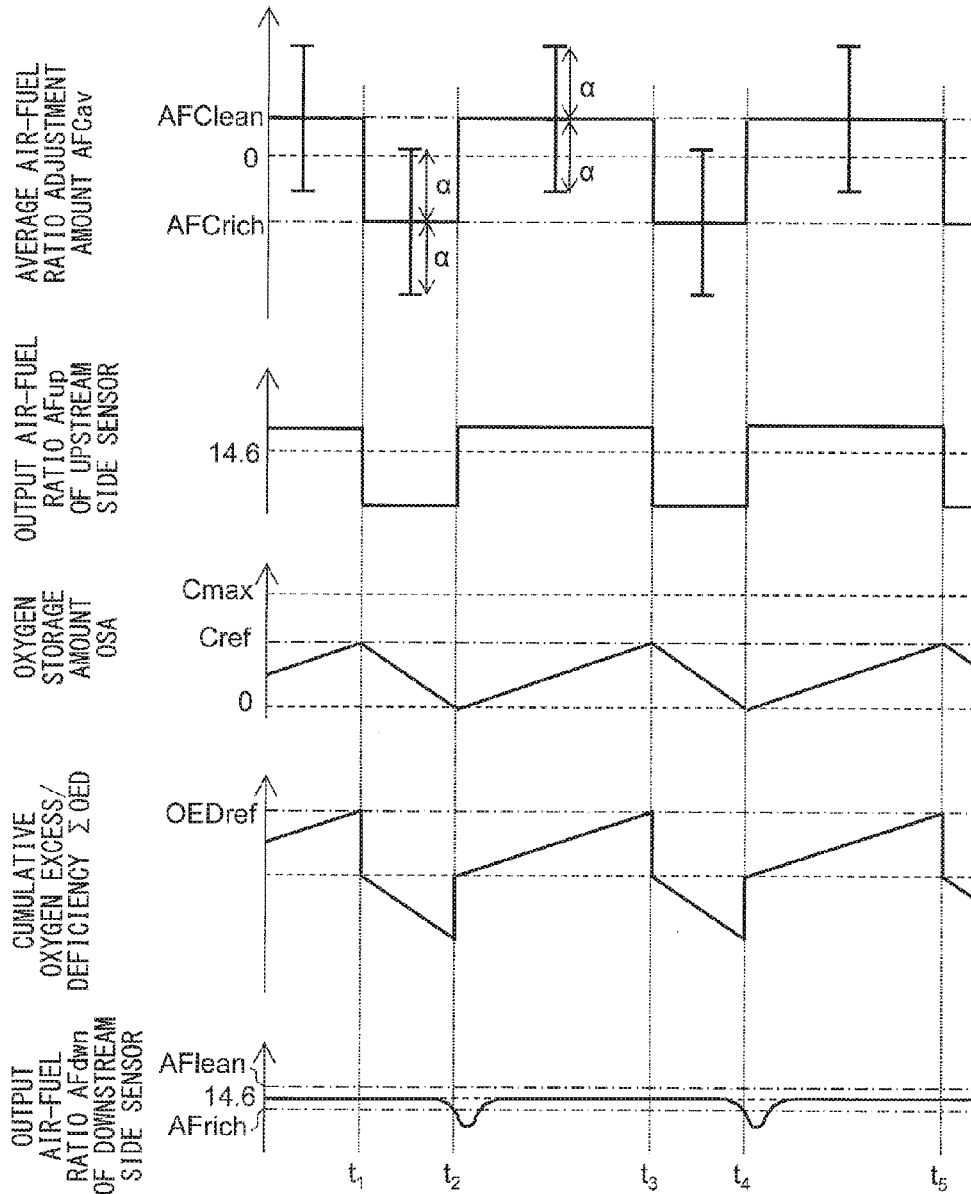 AVERAGE AIR-FUEL
RATIO ADJUSTMENT
AMOUNT AFCav
AFClean
0
AFCrich
α
α
α
α
OUTPUT AIR-FUEL
RATIO AFup
OF UPSTREAM
SIDE SENSOR
14.6
OXYGEN
STORAGE
AMOUNT
OSA
Cmax
Cref
0
CUMULATIVE
OXYGEN EXCESS/
DEFICIENCY ΣOED
OEDref
OUTPUT
AIR-FUEL
RATIO AFdwn
OF DOWNSTREAM
SIDE SENSOR
AFlean
14.6
AFrich
t1 t2 t3 t4 t5